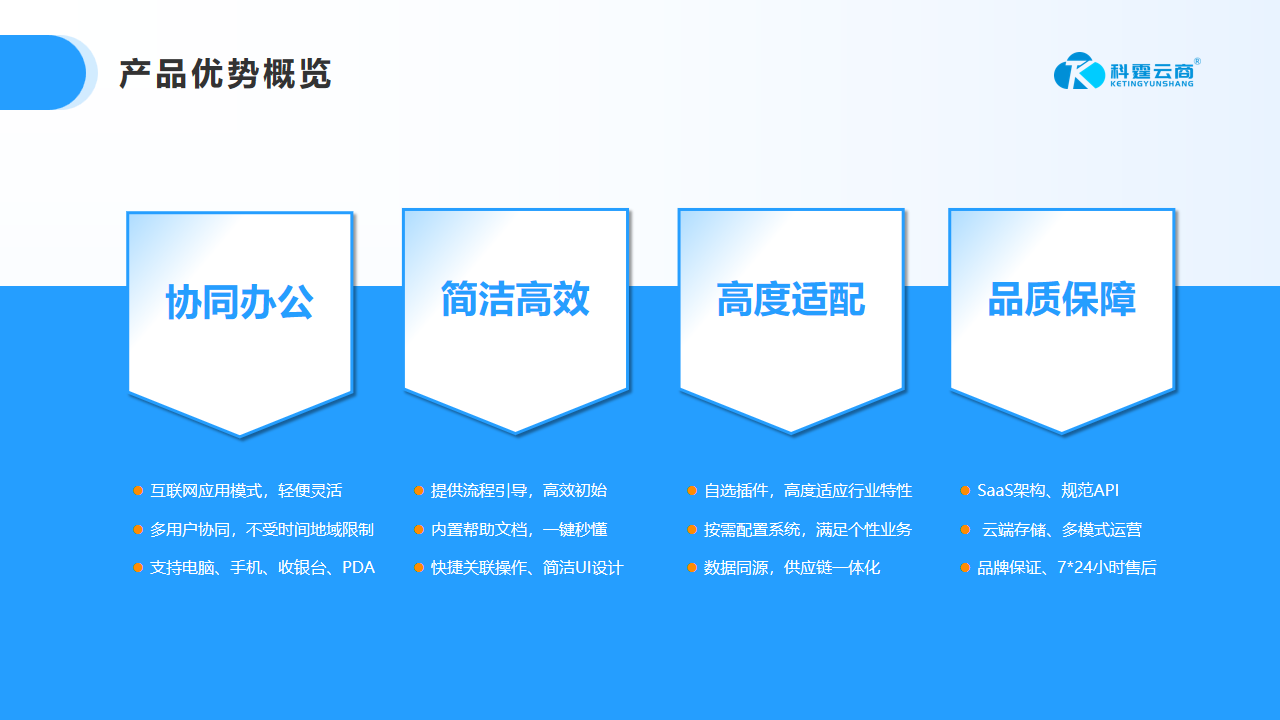 产品优势概览
科霆云商®
KETINGYUNSHANG
协同办公
简洁高效
高度适配
品质保障
互联网应用模式，轻便灵活
多用户协同，不受时间地域限制
支持电脑、手机、收银台、PDA
提供流程引导，高效初始
内置帮助文档，一键秒懂
快捷关联操作、简洁UI设计
自选插件，高度适应行业特性
按需配置系统，满足个性业务
数据同源，供应链一体化
SaaS架构、规范API
云端存储、多模式运营
品牌保证、7*24小时售后